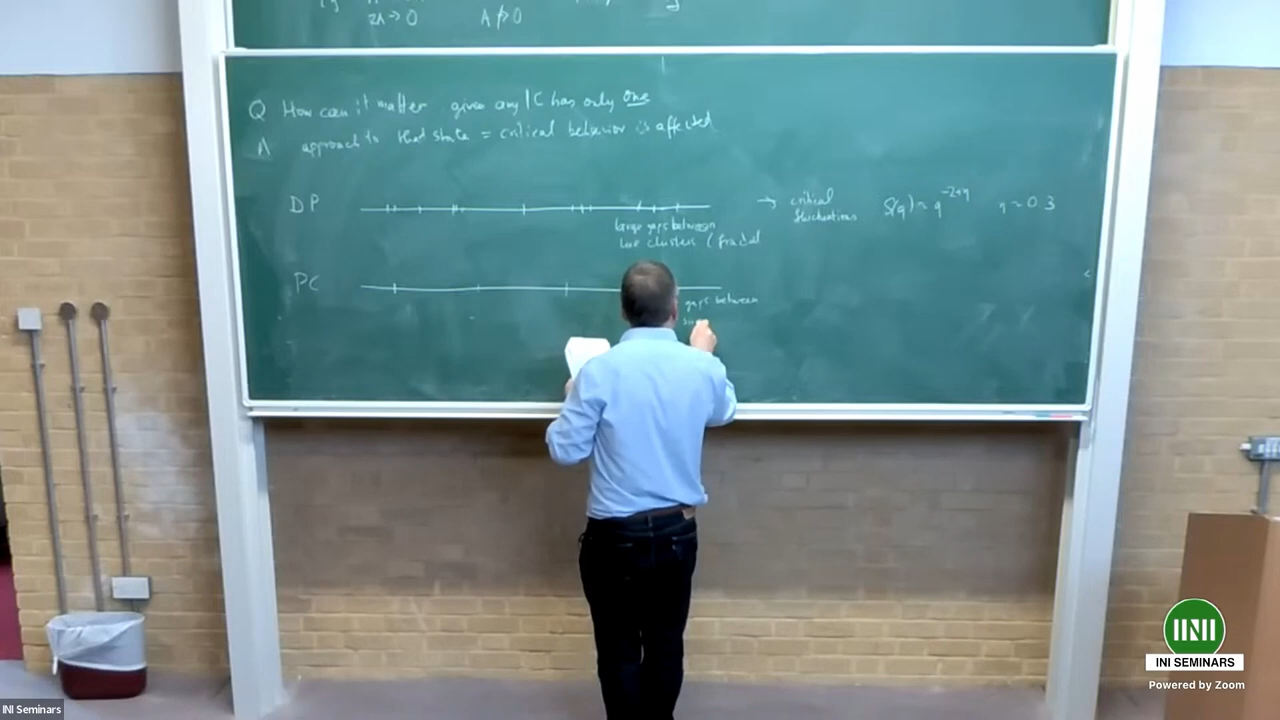 2A → 0 A ↛ 0
Q How can it matter given any IC has only one
A approach to that state = critical behavior is affected
DP → critical fluctuations S(q) ~ q^-2+η η ~ 0.3
large gaps between
live clusters (fractal
PC
gaps between
INI SEMINARS
Powered by Zoom
INI Seminars